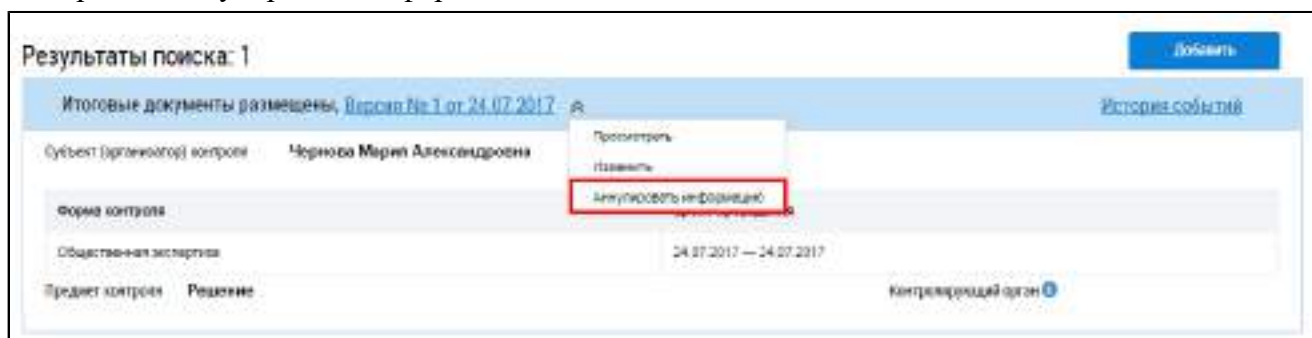 Результаты поиска: 1
Добавить
Итоговые документы размещены, Версия № 1 от 24.07.2017
История событий
Просмотреть
Субъект (организатор) контроля Чернова Мария Александровна
Изменить
Аннулировать информацию
Форма контроля
Общественная экспертиза 24.07.2017 — 24.07.2017
Предмет контроля Решение Контролирующий орган